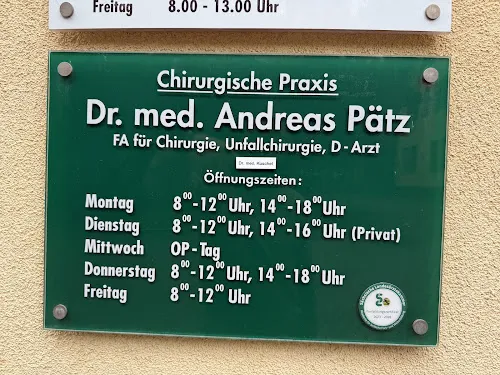 Freitag 8.00 - 13.00 Uhr
Chirurgische Praxis
Dr. med. Andreas Pätz
FA für Chirurgie, Unfallchirurgie, D - Arzt
Dr. med. Kuschel
Öffnungszeiten:
Montag 8⁰⁰-12⁰⁰ Uhr, 14⁰⁰-18⁰⁰ Uhr
Dienstag 8⁰⁰-12⁰⁰ Uhr, 14⁰⁰-16⁰⁰ Uhr (Privat)
Mittwoch OP-Tag
Donnerstag 8⁰⁰-12⁰⁰ Uhr, 14⁰⁰-18⁰⁰ Uhr
Freitag 8⁰⁰-12⁰⁰ Uhr